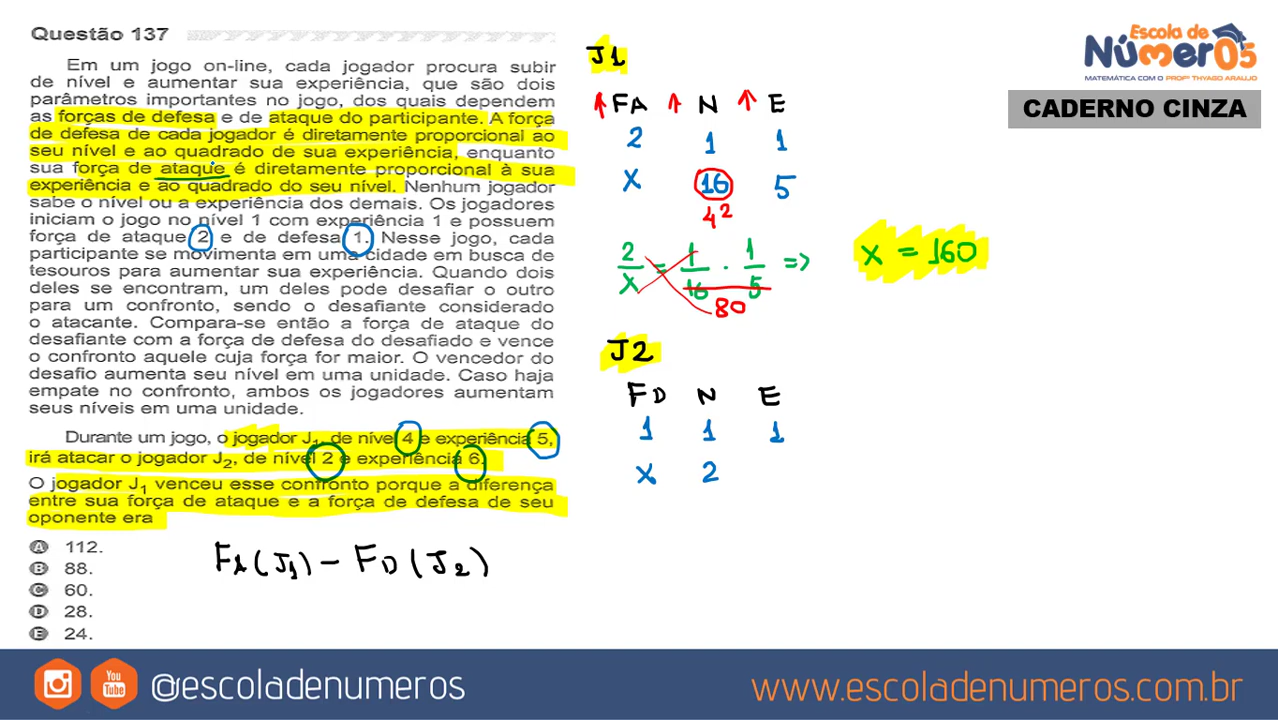 Questão 137
Em um jogo on-line, cada jogador procura subir
de nível e aumentar sua experiência, que são dois
parâmetros importantes no jogo, dos quais dependem
as forças de defesa e de ataque do participante. A força
de defesa de cada jogador é diretamente proporcional ao
seu nível e ao quadrado de sua experiência, enquanto
sua força de ataque é diretamente proporcional à sua
experiência e ao quadrado do seu nível. Nenhum jogador
sabe o nível ou a experiência dos demais. Os jogadores
iniciam o jogo no nível 1 com experiência 1 e possuem
força de ataque 2 e de defesa 1. Nesse jogo, cada
participante se movimenta em uma cidade em busca de
tesouros para aumentar sua experiência. Quando dois
deles se encontram, um deles pode desafiar o outro
para um confronto, sendo o desafiante considerado
o atacante. Compara-se então a força de ataque do
desafiante com a força de defesa do desafiado e vence
o confronto aquele cuja força for maior. O vencedor do
desafio aumenta seu nível em uma unidade. Caso haja
empate no confronto, ambos os jogadores aumentam
seus níveis em uma unidade.
Durante um jogo, o jogador J1, de nível 4 e experiência 5,
irá atacar o jogador J2, de nível 2 e experiência 6.
O jogador J1 venceu esse confronto porque a diferença
entre sua força de ataque e a força de defesa de seu
oponente era
A 112.
B 88.
C 60.
D 28.
E 24.
FA (J1) – FD (J2)
J1
↑ FA ↑ N ↑ E
2 1 1
x 16 5
4²
2/x = 1/16 · 1/5 => x = 160
80
J2
FD N E
1 1 1
x 2
Escola de
NÚMER05
MATEMÁTICA COM O PROFº THYAGO ARAUJO
CADERNO CINZA
You Tube @escoladenumeros www.escoladenumeros.com.br